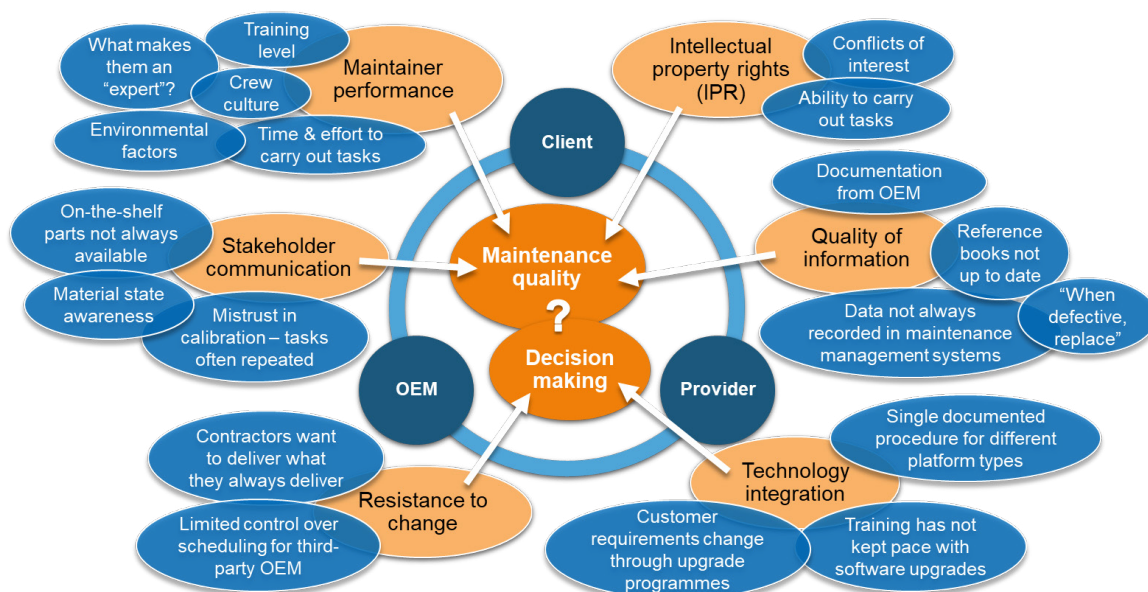 What makes
them an
“expert”?
Training
level
Crew
culture
Environmental
factors
Time & effort to
carry out tasks
Maintainer
performance
Intellectual
property rights
(IPR)
Conflicts of
interest
Ability to carry
out tasks
Client
On-the-shelf
parts not always
available
Material state
awareness
Mistrust in
calibration – tasks
often repeated
Stakeholder
communication
Maintenance
quality
?
Decision
making
Documentation
from OEM
Quality of
information
Reference
books not
up to date
“When
defective,
replace”
Data not always
recorded in maintenance
management systems
OEM
Provider
Contractors want
to deliver what
they always deliver
Limited control over
scheduling for third-
party OEM
Resistance to
change
Technology
integration
Single documented
procedure for different
platform types
Customer
requirements change
through upgrade
programmes
Training has not
kept pace with
software upgrades